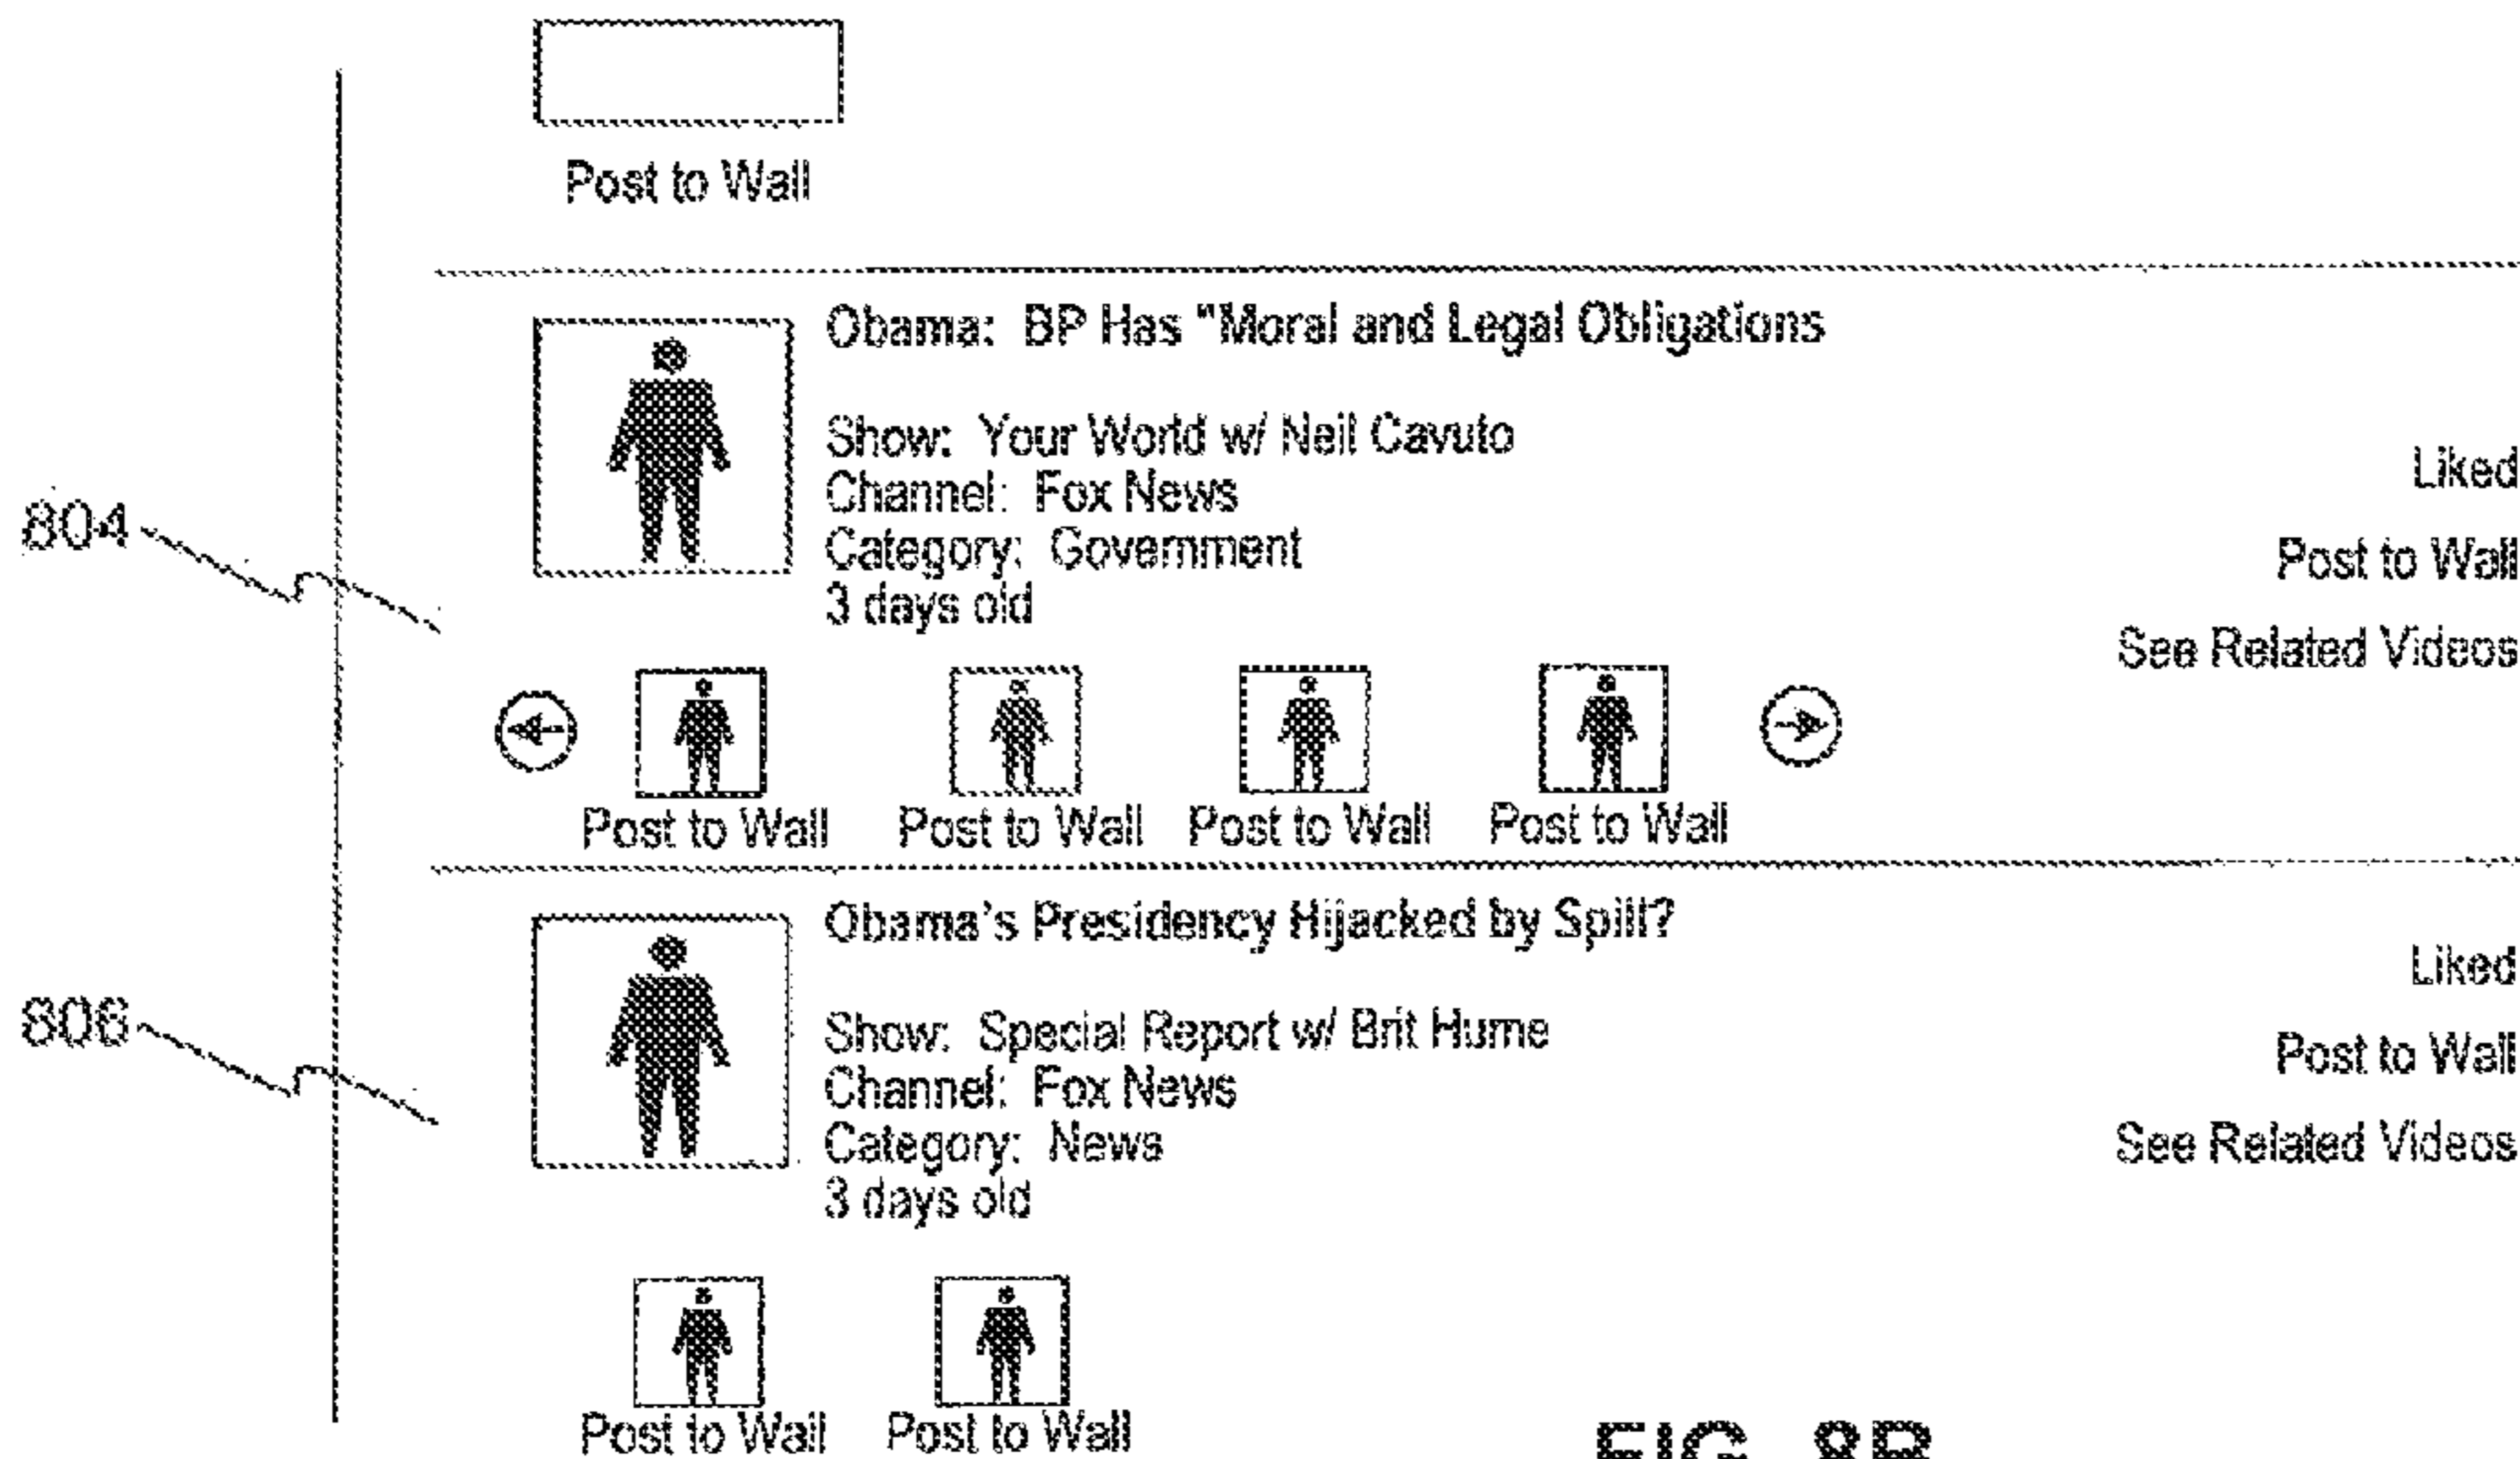 Post to Wall
Obama: BP Has "Moral and Legal Obligations
Show: Your World w/ Neil Cavuto
Channel: Fox News
Category: Government
3 days old
Liked
Post to Wall
See Related Videos
804
Post to Wall Post to Wall Post to Wall Post to Wall
Obama's Presidency Hijacked by Spill?
Show: Special Report w/ Brit Hume
Channel: Fox News
Category: News
3 days old
Liked
Post to Wall
See Related Videos
806
Post to Wall Post to Wall
FIG. 8B